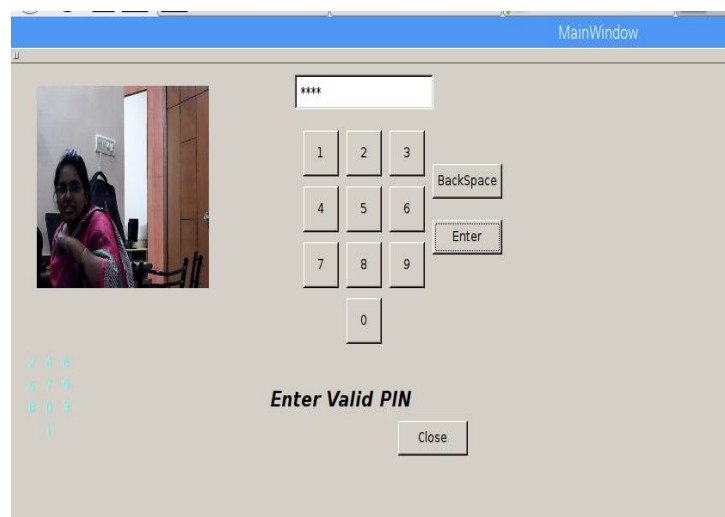 MainWindow
****
1 2 3
BackSpace
4 5 6
Enter
7 8 9
0
Enter Valid PIN
Close